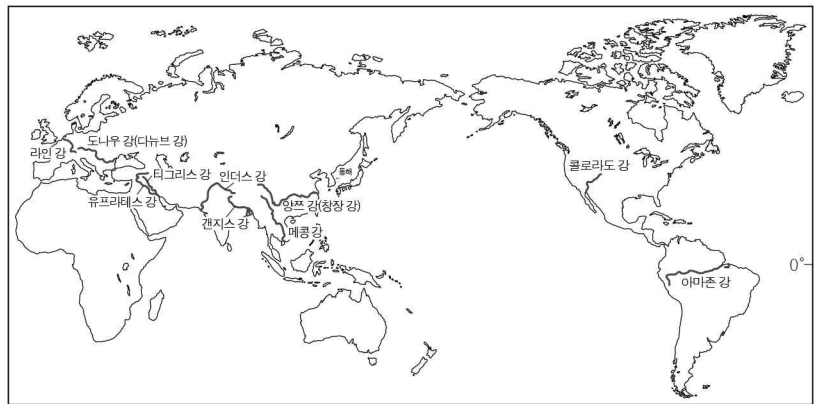 도나우 강(다뉴브 강)
라인 강
티그리스 강
인더스 강
동해
콜로라도 강
유프라테스 강
양쯔 강(창장 강)
갠지스 강
메콩 강
0°
아마존 강